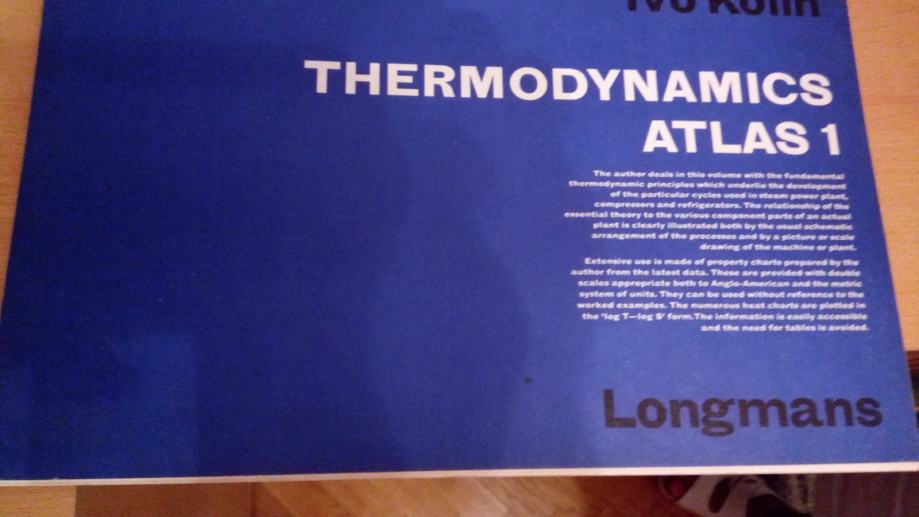 Ivo Kolin
THERMODYNAMICS
ATLAS 1
The author deals in this volume with the fundamental
thermodynamic principles which underlie the development
of the particular cycles used in steam power plant,
compressors and refrigerators. The relationship of the
essential theory to the various component parts of an actual
plant is clearly illustrated both by the usual schematic
arrangement of the processes and by a picture or scale
drawing of the machine or plant.
Extensive use is made of property charts prepared by the
author from the latest data. These are provided with double
scales appropriate both to Anglo-American and the metric
system of units. They can be used without reference to the
worked examples. The numerous heat charts are plotted in
the 'log T—log S' form. The information is easily accessible
and the need for tables is avoided.
Longmans